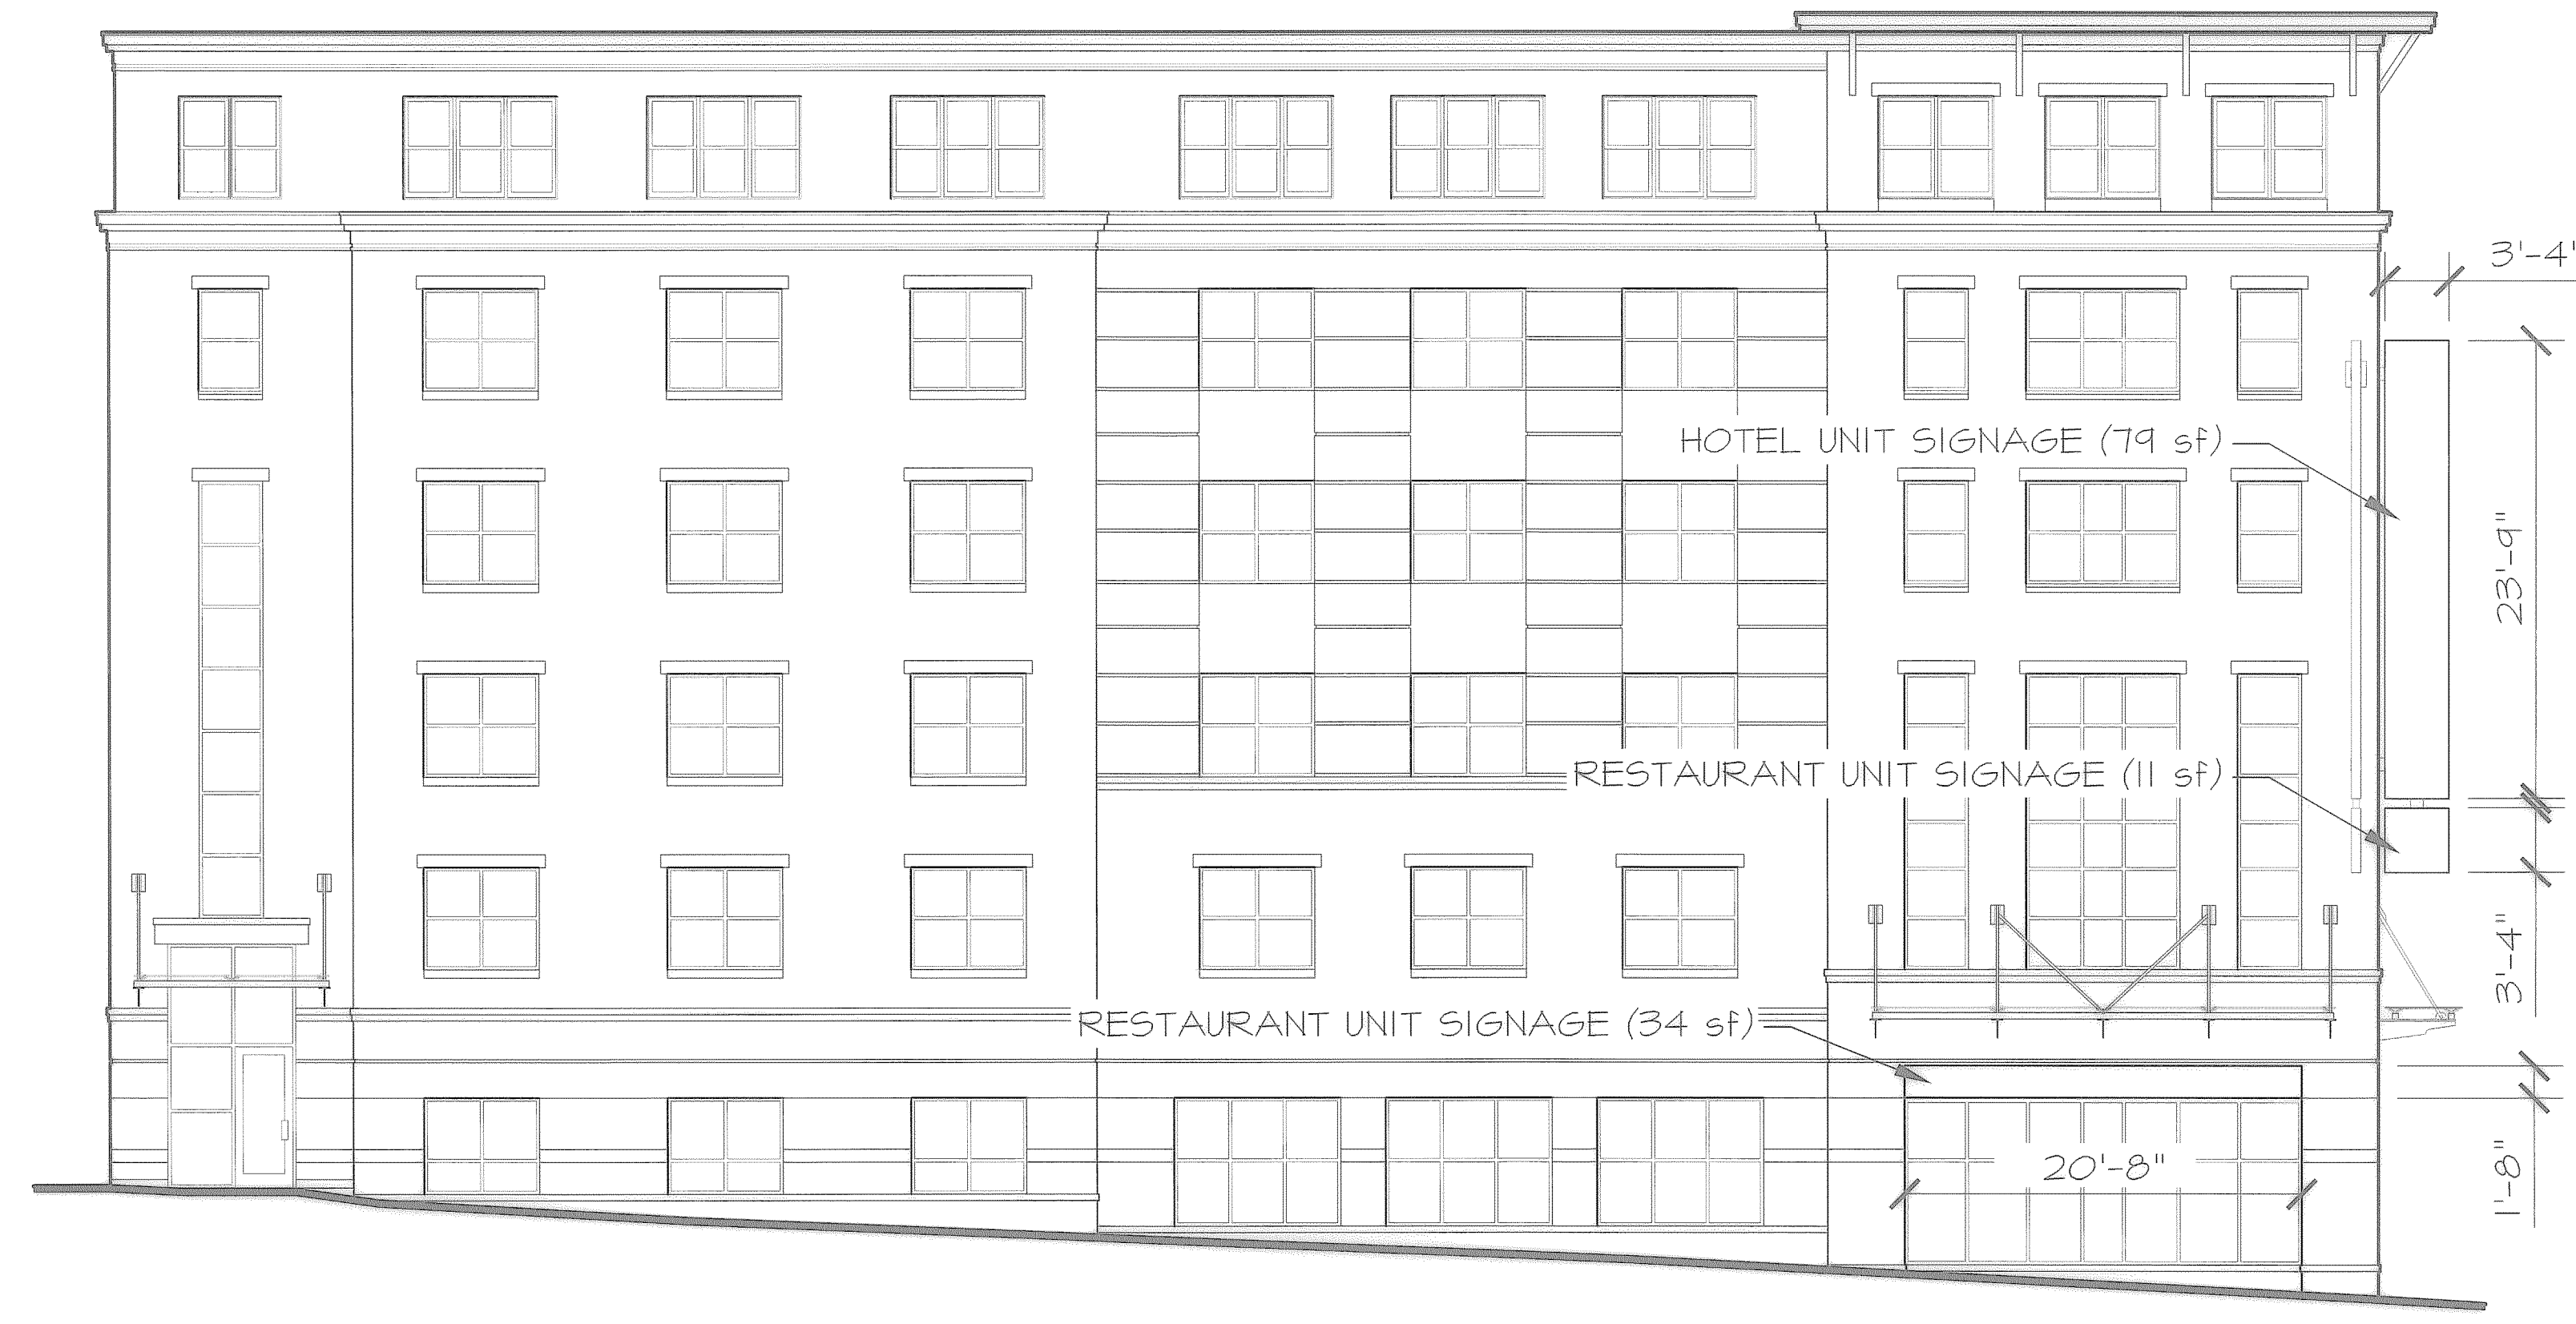 3'-4"
HOTEL UNIT SIGNAGE (79 sf)
23'-9"
RESTAURANT UNIT SIGNAGE (11 sf)
3'-4"
RESTAURANT UNIT SIGNAGE (34 sf)
1'-8"
20'-8"